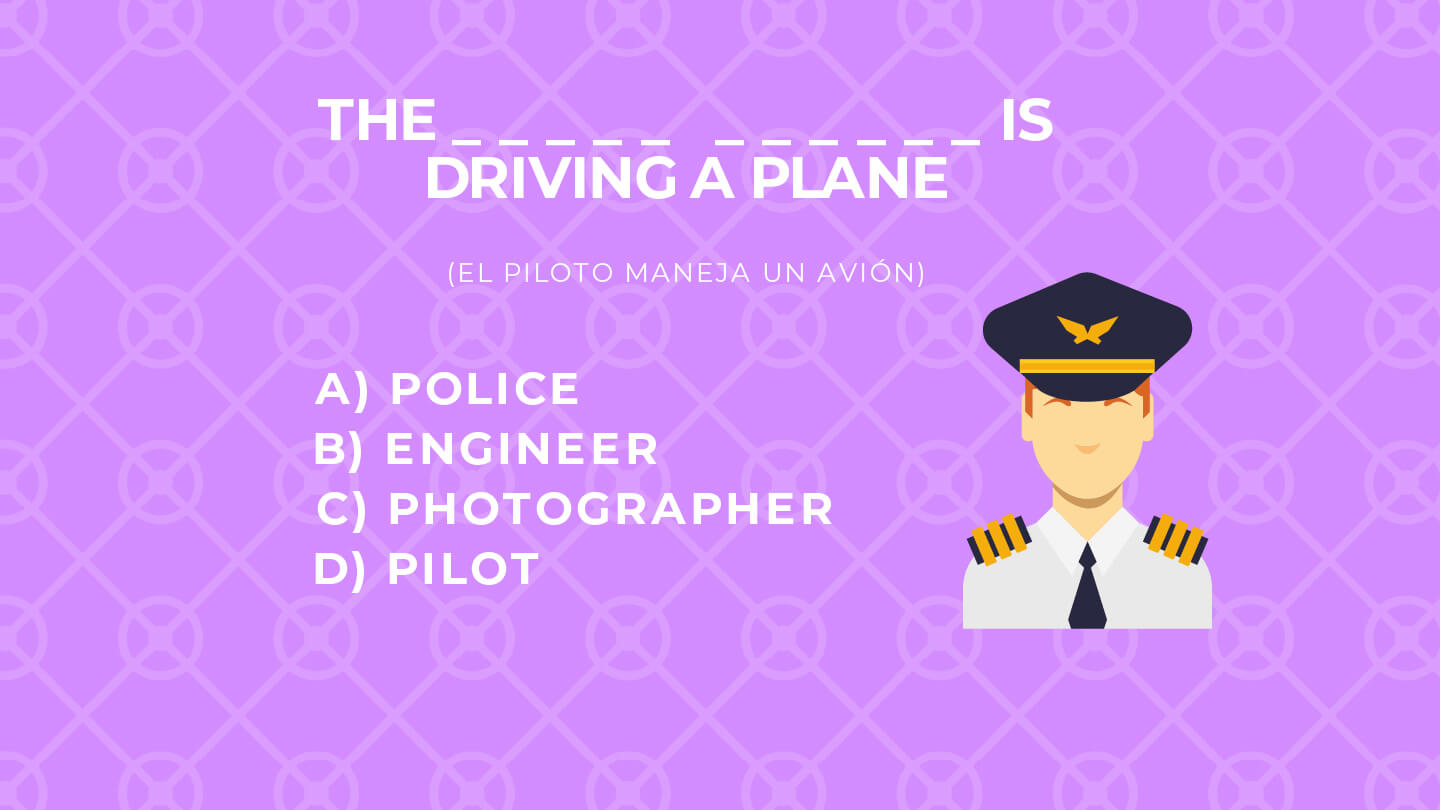 THE _ _ _ _ _  _ _ _ _ _ _ IS
DRIVING A PLANE
(EL PILOTO MANEJA UN AVIÓN)
A) POLICE
B) ENGINEER
C) PHOTOGRAPHER
D) PILOT